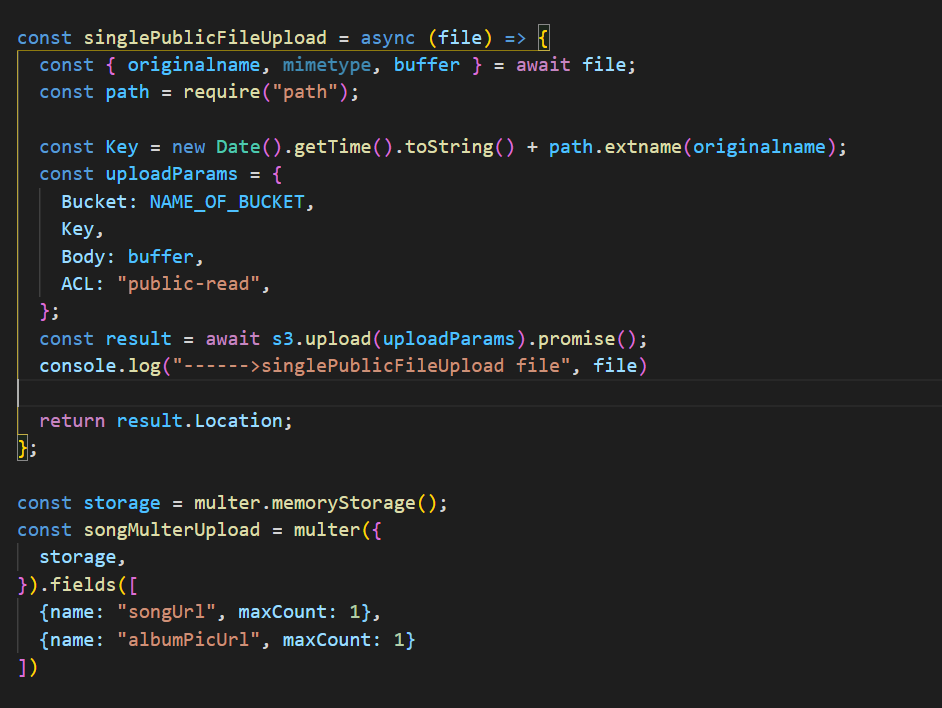 const singlePublicFileUpload = async (file) => {
  const { originalname, mimetype, buffer } = await file;
  const path = require("path");

  const Key = new Date().getTime().toString() + path.extname(originalname);
  const uploadParams = {
    Bucket: NAME_OF_BUCKET,
    Key,
    Body: buffer,
    ACL: "public-read",
  };
  const result = await s3.upload(uploadParams).promise();
  console.log("------>singlePublicFileUpload file", file)

  return result.Location;
};

const storage = multer.memoryStorage();
const songMulterUpload = multer({
  storage,
}).fields([
  {name: "songUrl", maxCount: 1},
  {name: "albumPicUrl", maxCount: 1}
])